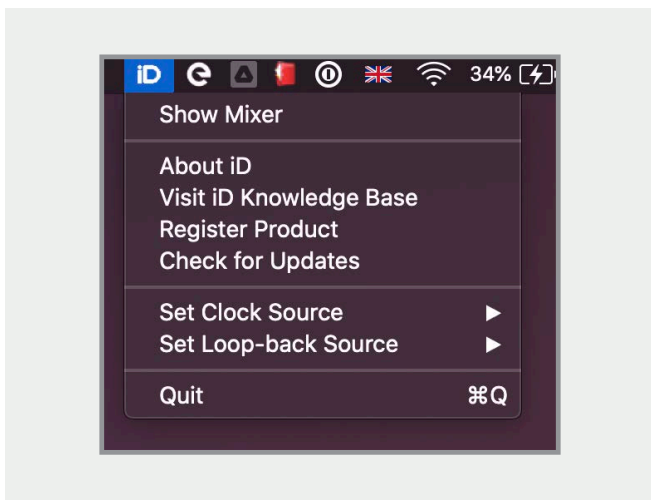 iD 34%
Show Mixer
About iD
Visit iD Knowledge Base
Register Product
Check for Updates
Set Clock Source ▶
Set Loop-back Source ▶
Quit ⌘Q